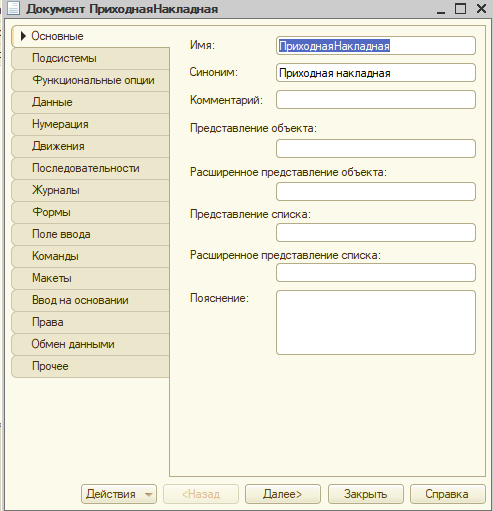 Документ ПриходнаяНакладная
Основные
Подсистемы
Функциональные опции
Данные
Нумерация
Движения
Последовательности
Журналы
Формы
Поле ввода
Команды
Макеты
Ввод на основании
Права
Обмен данными
Прочее
Имя: ПриходнаяНакладная
Синоним: Приходная накладная
Комментарий:
Представление объекта:
Расширенное представление объекта:
Представление списка:
Расширенное представление списка:
Пояснение:
Действия <Назад Далее> Закрыть Справка